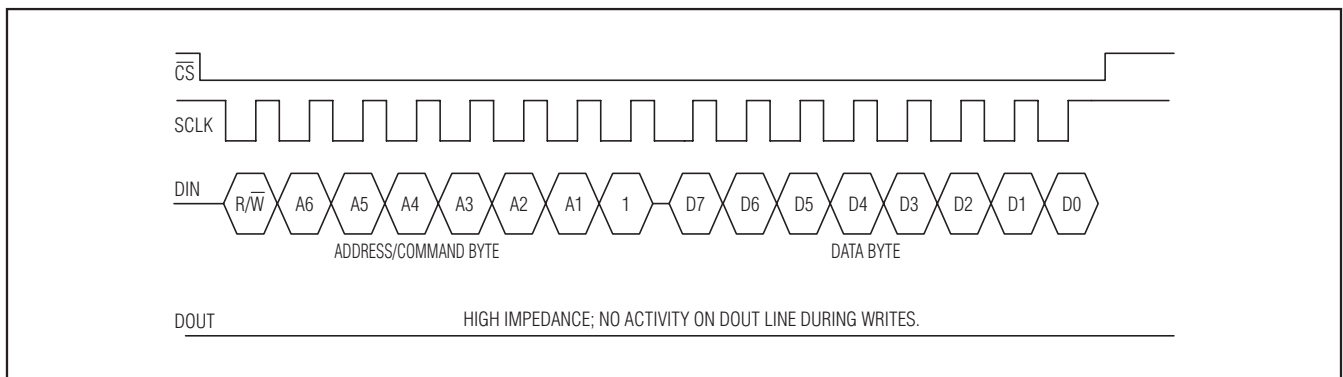 C̅S̅
SCLK
DIN R/W̅ A6 A5 A4 A3 A2 A1 1 D7 D6 D5 D4 D3 D2 D1 D0
ADDRESS/COMMAND BYTE DATA BYTE
DOUT HIGH IMPEDANCE; NO ACTIVITY ON DOUT LINE DURING WRITES.